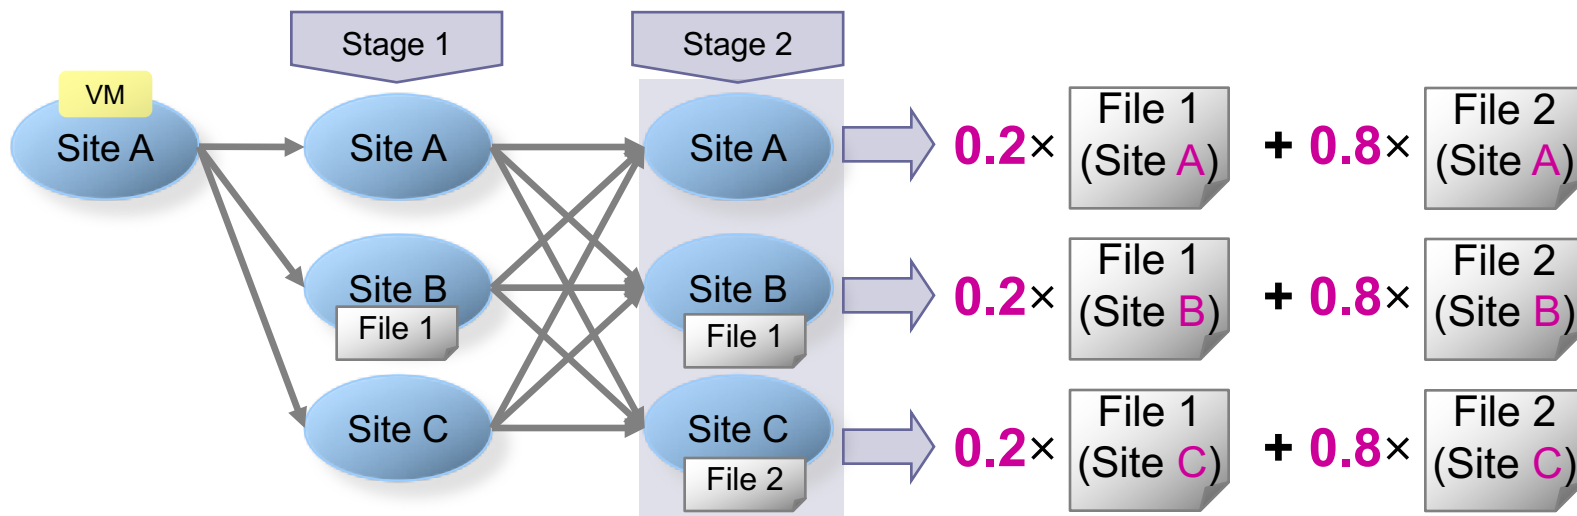 Stage 1
Stage 2
VM
Site A
Site A
Site A
0.2× File 1 (Site A) + 0.8× File 2 (Site A)
Site B
File 1
Site B
File 1
0.2× File 1 (Site B) + 0.8× File 2 (Site B)
Site C
Site C
File 2
0.2× File 1 (Site C) + 0.8× File 2 (Site C)